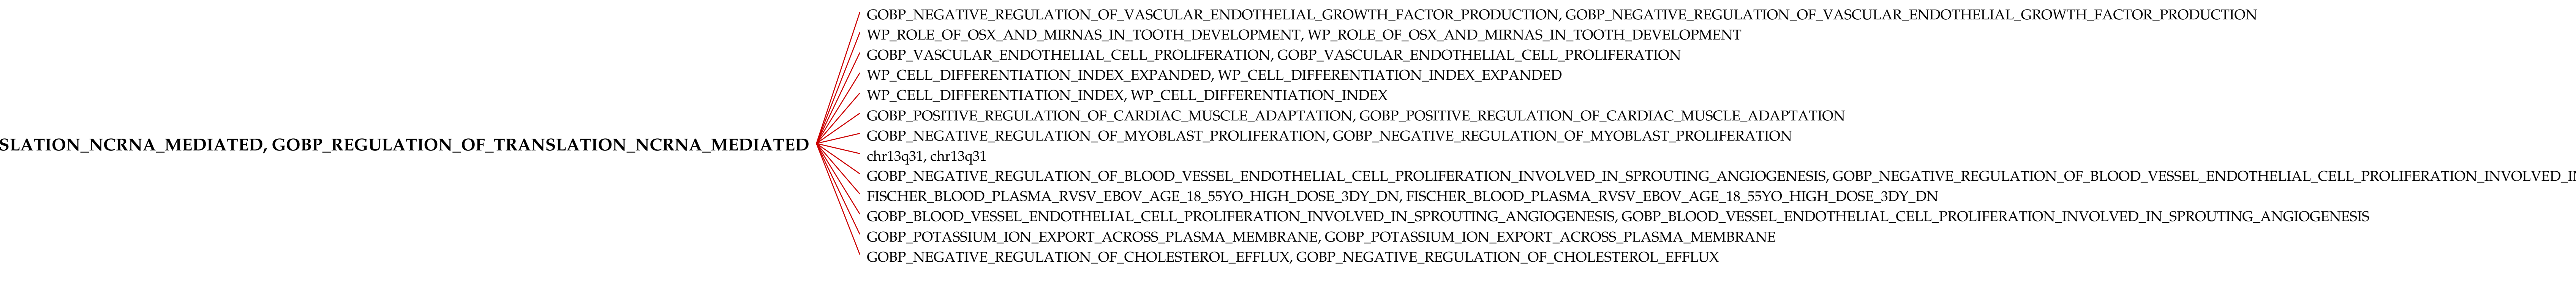 GOBP_NEGATIVE_REGULATION_OF_VASCULAR_ENDOTHELIAL_GROWTH_FACTOR_PRODUCTION, GOBP_NEGATIVE_REGULATION_OF_VASCULAR_ENDOTHELIAL_GROWTH_FACTOR_PRODUCTION
WP_ROLE_OF_OSX_AND_MIRNAS_IN_TOOTH_DEVELOPMENT, WP_ROLE_OF_OSX_AND_MIRNAS_IN_TOOTH_DEVELOPMENT
GOBP_VASCULAR_ENDOTHELIAL_CELL_PROLIFERATION, GOBP_VASCULAR_ENDOTHELIAL_CELL_PROLIFERATION
WP_CELL_DIFFERENTIATION_INDEX_EXPANDED, WP_CELL_DIFFERENTIATION_INDEX_EXPANDED
WP_CELL_DIFFERENTIATION_INDEX, WP_CELL_DIFFERENTIATION_INDEX
GOBP_POSITIVE_REGULATION_OF_CARDIAC_MUSCLE_ADAPTATION, GOBP_POSITIVE_REGULATION_OF_CARDIAC_MUSCLE_ADAPTATION
GOBP_NEGATIVE_REGULATION_OF_MYOBLAST_PROLIFERATION, GOBP_NEGATIVE_REGULATION_OF_MYOBLAST_PROLIFERATION
SLATION_NCRNA_MEDIATED, GOBP_REGULATION_OF_TRANSLATION_NCRNA_MEDIATED
chr13q31, chr13q31
GOBP_NEGATIVE_REGULATION_OF_BLOOD_VESSEL_ENDOTHELIAL_CELL_PROLIFERATION_INVOLVED_IN_SPROUTING_ANGIOGENESIS, GOBP_NEGATIVE_REGULATION_OF_BLOOD_VESSEL_ENDOTHELIAL_CELL_PROLIFERATION_INVOLVED_IN
FISCHER_BLOOD_PLASMA_RVSV_EBOV_AGE_18_55YO_HIGH_DOSE_3DY_DN, FISCHER_BLOOD_PLASMA_RVSV_EBOV_AGE_18_55YO_HIGH_DOSE_3DY_DN
GOBP_BLOOD_VESSEL_ENDOTHELIAL_CELL_PROLIFERATION_INVOLVED_IN_SPROUTING_ANGIOGENESIS, GOBP_BLOOD_VESSEL_ENDOTHELIAL_CELL_PROLIFERATION_INVOLVED_IN_SPROUTING_ANGIOGENESIS
GOBP_POTASSIUM_ION_EXPORT_ACROSS_PLASMA_MEMBRANE, GOBP_POTASSIUM_ION_EXPORT_ACROSS_PLASMA_MEMBRANE
GOBP_NEGATIVE_REGULATION_OF_CHOLESTEROL_EFFLUX, GOBP_NEGATIVE_REGULATION_OF_CHOLESTEROL_EFFLUX